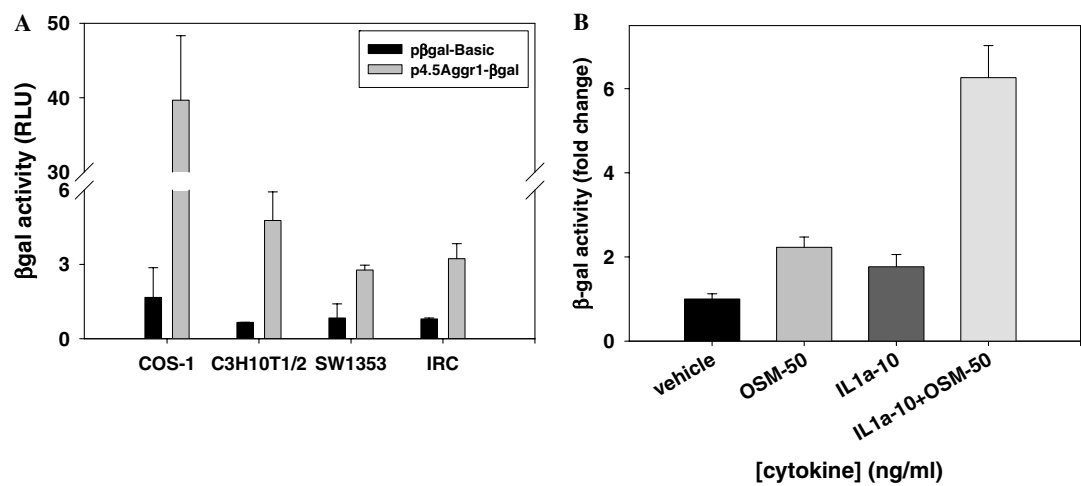 A
50
40
30
6
3
0
βgal activity (RLU)
pβgal-Basic
p4.5Aggr1-βgal
COS-1 C3H10T1/2 SW1353 IRC
B
6
4
2
0
β-gal activity (fold change)
vehicle
OSM-50
IL1a-10
IL1a-10+OSM-50
[cytokine] (ng/ml)